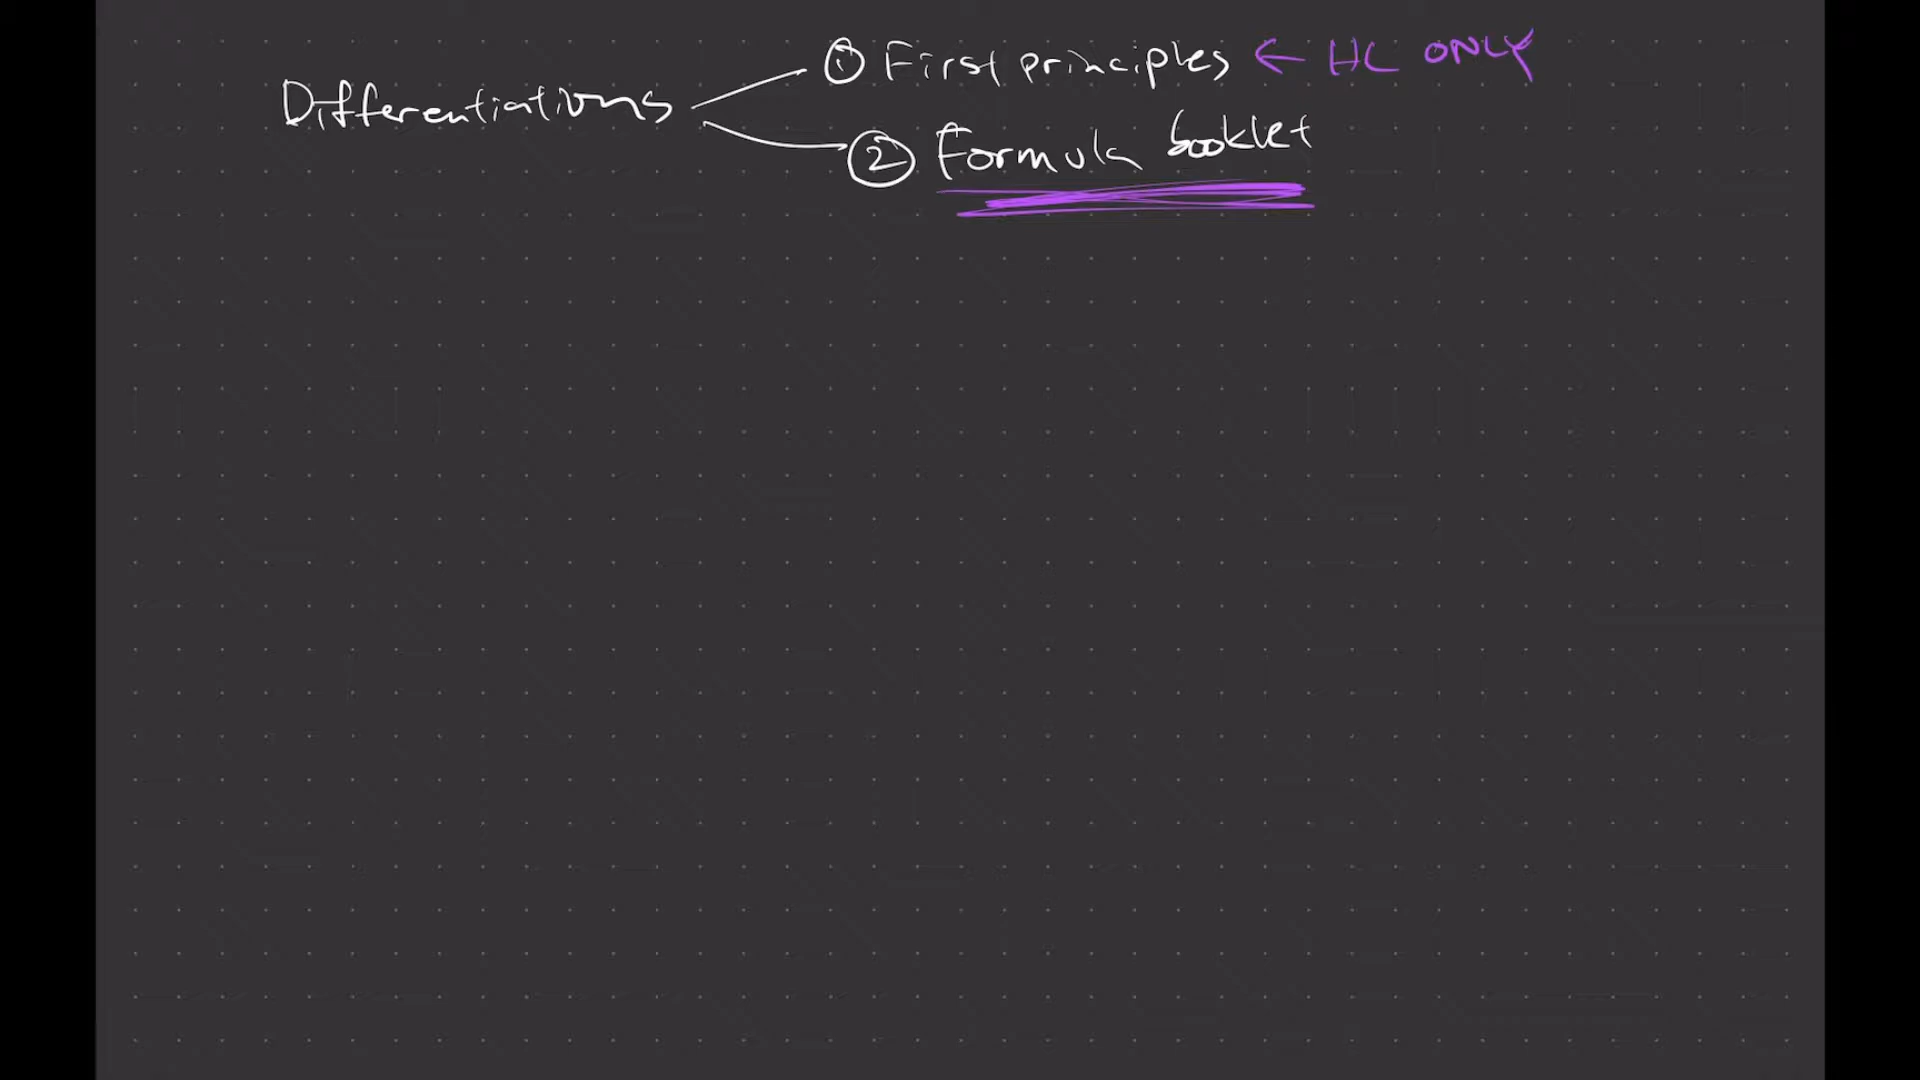 Differentiations
① First principles ← HL ONLY
② Formula booklet